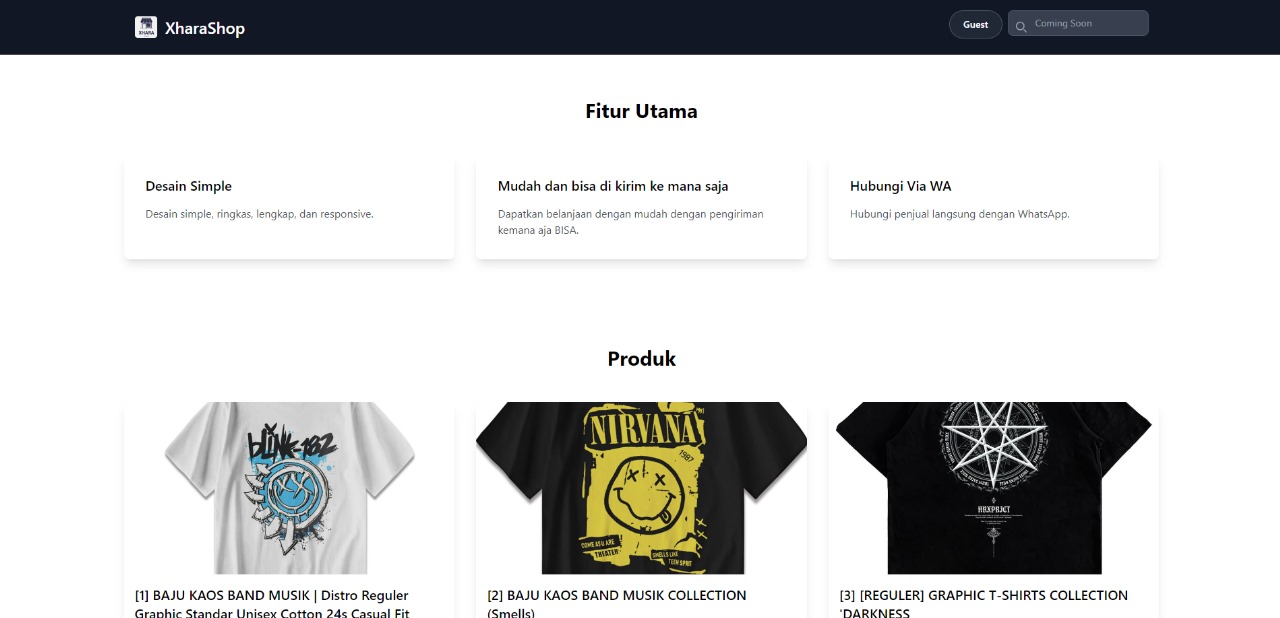 XHARA
XharaShop
Guest
Coming Soon
Fitur Utama
Desain Simple
Desain simple, ringkas, lengkap, dan responsive.
Mudah dan bisa di kirim ke mana saja
Dapatkan belanjaan dengan mudah dengan pengiriman
kemana aja BISA.
Hubungi Via WA
Hubungi penjual langsung dengan WhatsApp.
Produk
blink-182
NIRVANA
1987
COME AS U ARE
THEATER
SMELLS LIKE
TEEN SPRIT
[1] BAJU KAOS BAND MUSIK | Distro Reguler
Graphic Standar Unisex Cotton 24s Casual Fit
[2] BAJU KAOS BAND MUSIK COLLECTION
(Smells)
[3] [REGULER] GRAPHIC T-SHIRTS COLLECTION
'DARKNESS